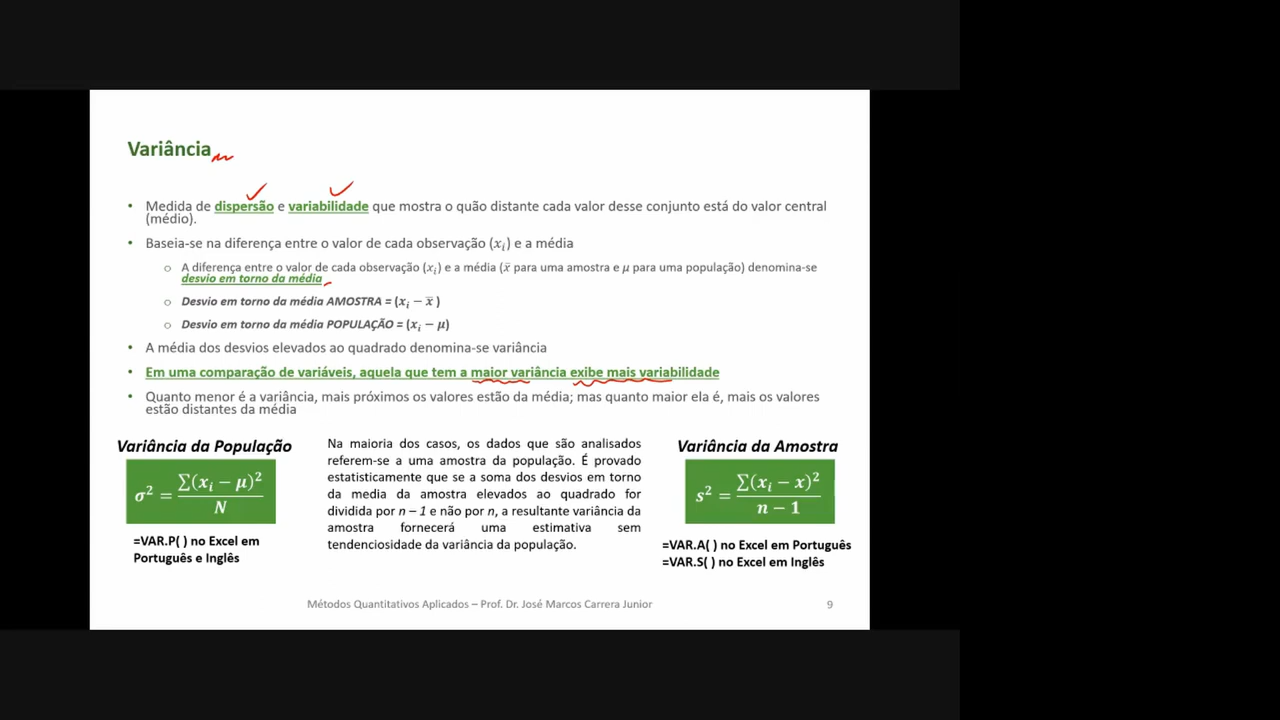 Variância
• Medida de dispersão e variabilidade que mostra o quão distante cada valor desse conjunto está do valor central
(médio).
• Baseia-se na diferença entre o valor de cada observação (xᵢ) e a média
○ A diferença entre o valor de cada observação (xᵢ) e a média (x̄ para uma amostra e μ para uma população) denomina-se
desvio em torno da média
○ Desvio em torno da média AMOSTRA = (xᵢ − x̄ )
○ Desvio em torno da média POPULAÇÃO = (xᵢ − μ)
• A média dos desvios elevados ao quadrado denomina-se variância
• Em uma comparação de variáveis, aquela que tem a maior variância exibe mais variabilidade
• Quanto menor é a variância, mais próximos os valores estão da média; mas quanto maior ela é, mais os valores
estão distantes da média
Variância da População
σ² = ∑(xᵢ − μ)² / N
=VAR.P( ) no Excel em
Português e Inglês
Na maioria dos casos, os dados que são analisados
referem-se a uma amostra da população. É provado
estatisticamente que se a soma dos desvios em torno
da media da amostra elevados ao quadrado for
dividida por n – 1 e não por n, a resultante variância da
amostra fornecerá uma estimativa sem
tendenciosidade da variância da população.
Variância da Amostra
s² = ∑(xᵢ − x)² / n − 1
=VAR.A( ) no Excel em Português
=VAR.S( ) no Excel em Inglês
Métodos Quantitativos Aplicados – Prof. Dr. José Marcos Carrera Junior
9